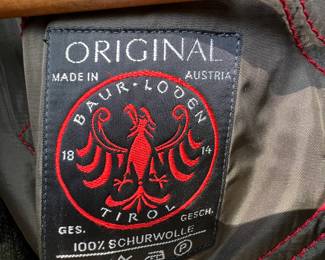 ORIGINAL
MADE IN AUSTRIA
BAUR-LODEN
18 14
TIROL
GES. GESCH.
100% SCHURWOLLE